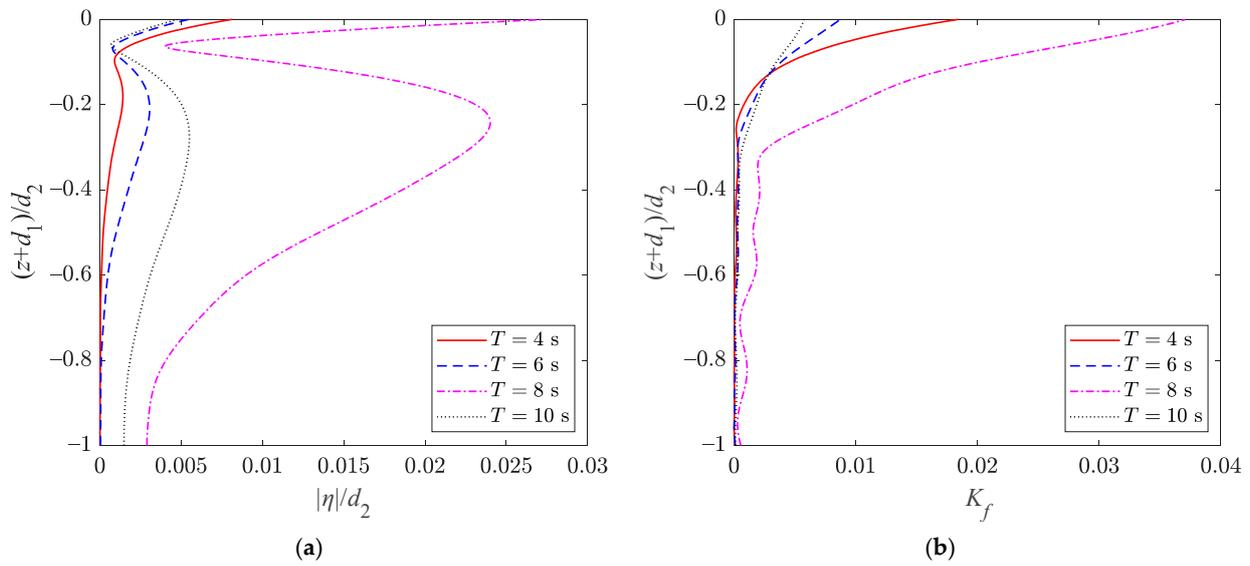 0
−0.2
−0.4
−0.6
−0.8
−1
(z+d1)/d2
0 0.005 0.01 0.015 0.02 0.025 0.03
|η|/d2
T = 4 s
T = 6 s
T = 8 s
T = 10 s
(a)
0
−0.2
−0.4
−0.6
−0.8
−1
(z+d1)/d2
0 0.01 0.02 0.03 0.04
Kf
T = 4 s
T = 6 s
T = 8 s
T = 10 s
(b)